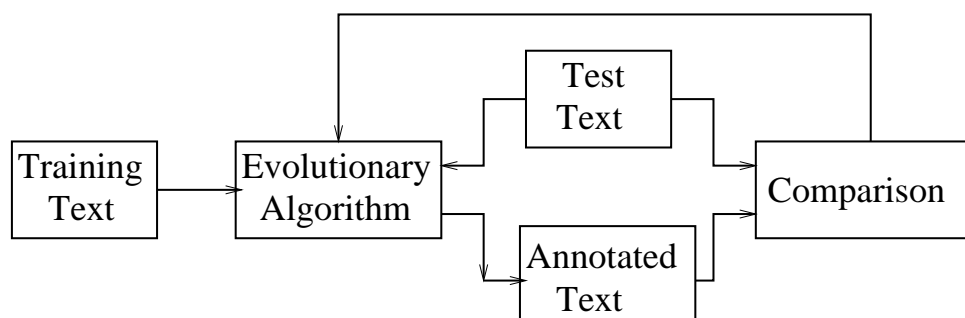 Training
Text
Evolutionary
Algorithm
Test
Text
Annotated
Text
Comparison